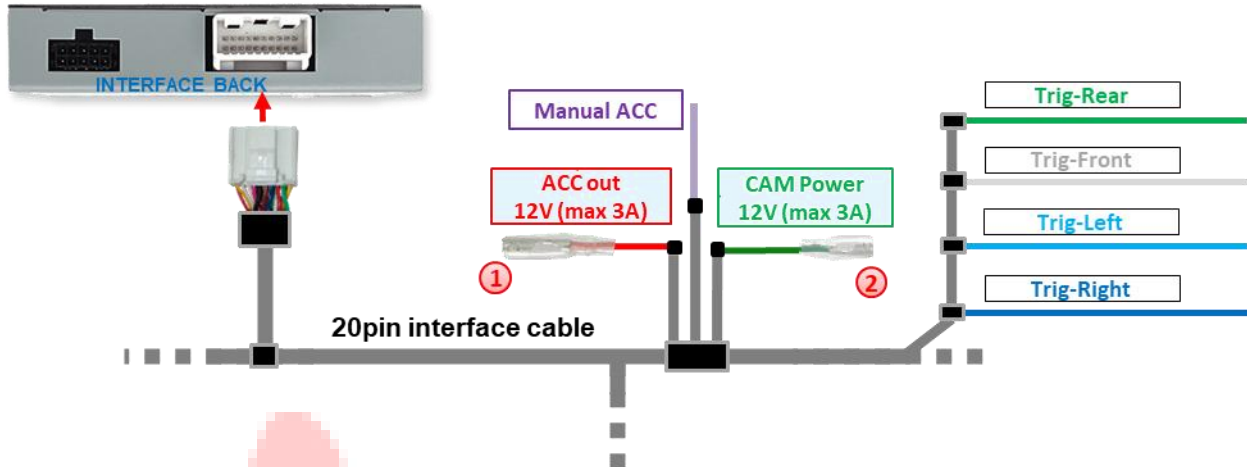 INTERFACE BACK
Manual ACC
ACC out
12V (max 3A)
CAM Power
12V (max 3A)
1
2
Trig-Rear
Trig-Front
Trig-Left
Trig-Right
20pin interface cable